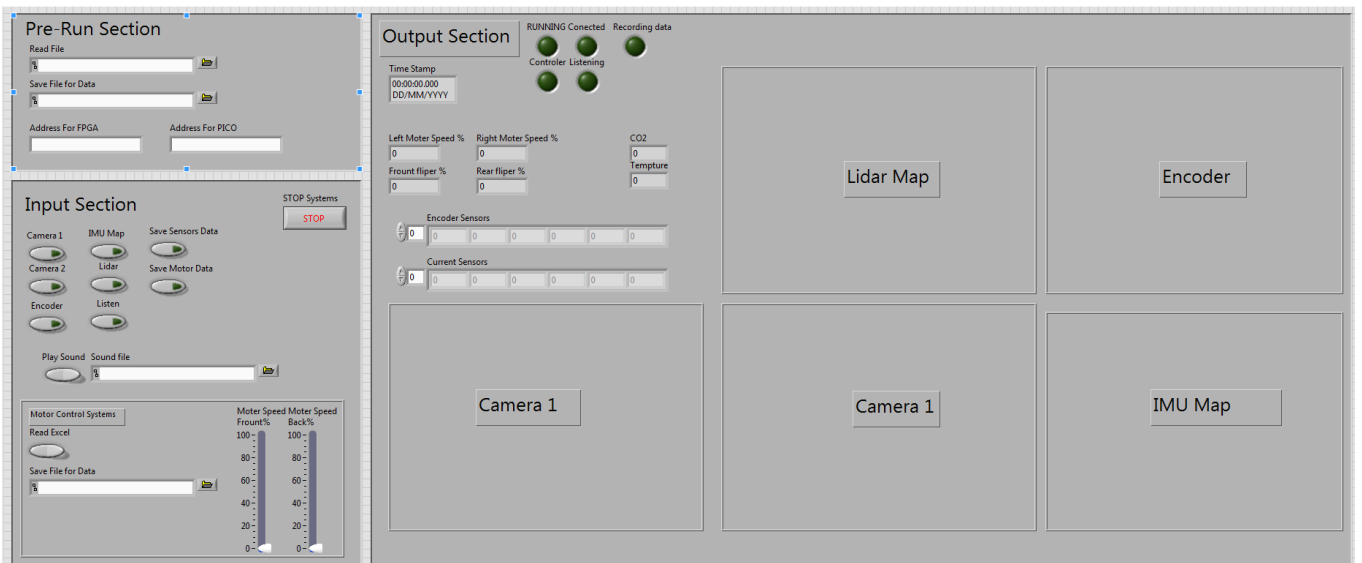 Pre-Run Section
Read File
Save File for Data
Address For FPGA
Address For PICO
Input Section
STOP Systems
STOP
Camera 1
IMU Map
Save Sensors Data
Camera 2
Lidar
Save Motor Data
Encoder
Listen
Play Sound
Sound file
Motor Control Systems
Read Excel
Save File for Data
Moter Speed
Frount%
Moter Speed
Back%
100
80
60
40
20
0
100
80
60
40
20
0
Output Section
RUNNING
Conected
Recording data
Controler
Listening
Time Stamp
00:00:00.000
DD/MM/YYYY
Left Moter Speed %
0
Right Moter Speed %
0
CO2
0
Frount fliper %
0
Rear fliper %
0
Tempture
0
Encoder Sensors
0
0 0 0 0 0 0
Current Sensors
0
0 0 0 0 0 0
Lidar Map
Encoder
Camera 1
Camera 1
IMU Map